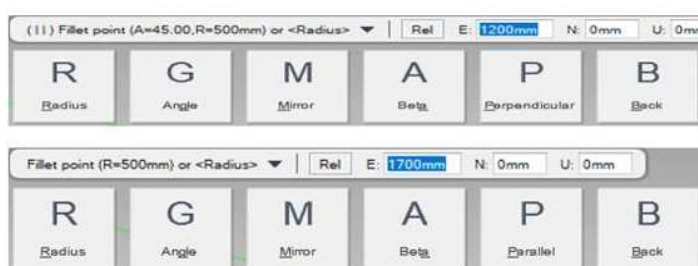 (||) Fillet point (A=45.00,R=500mm) or <Radius> ▼ Rel E: 1200mm N: 0mm U: 0m
R G M A P B
Radius Angle Mirror Beta Perpendicular Back
Fillet point (R=500mm) or <Radius> ▼ Rel E: 1700mm N: 0mm U: 0mm
R G M A P B
Radius Angle Mirror Beta Parallel Back